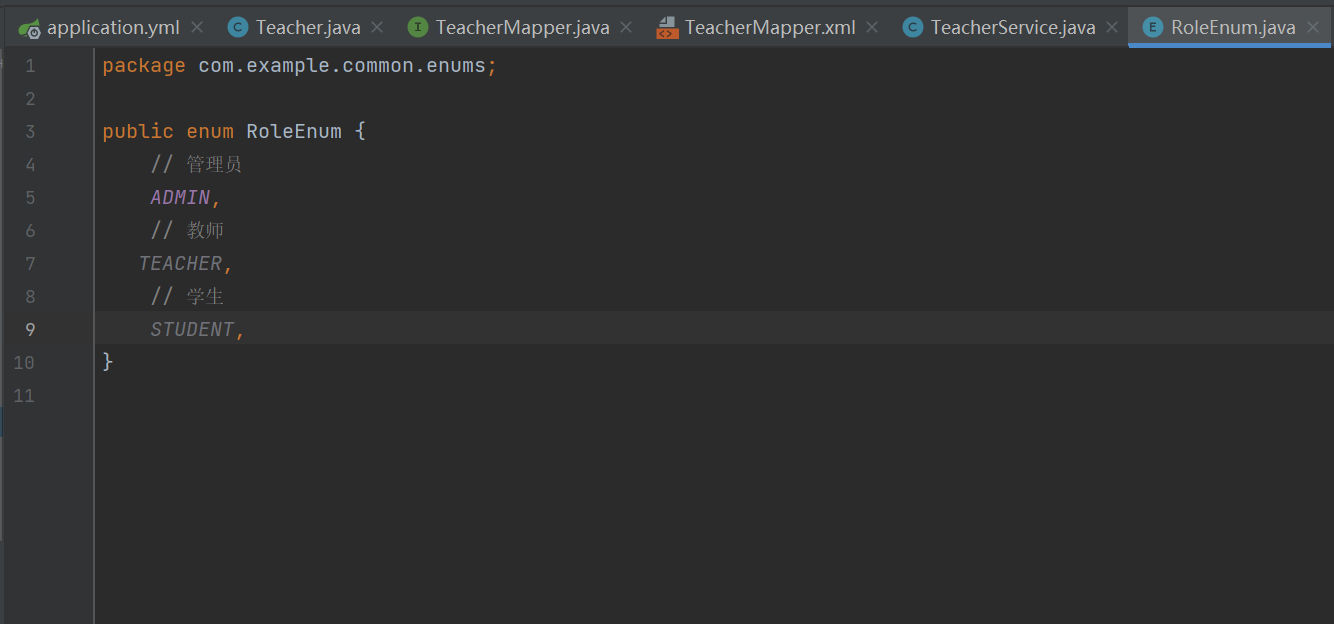 application.yml
C Teacher.java
I TeacherMapper.java
<> TeacherMapper.xml
C TeacherService.java
E RoleEnum.java
1 package com.example.common.enums;
2
3 public enum RoleEnum {
4 // 管理员
5 ADMIN,
6 // 教师
7 TEACHER,
8 // 学生
9 STUDENT,
10 }
11